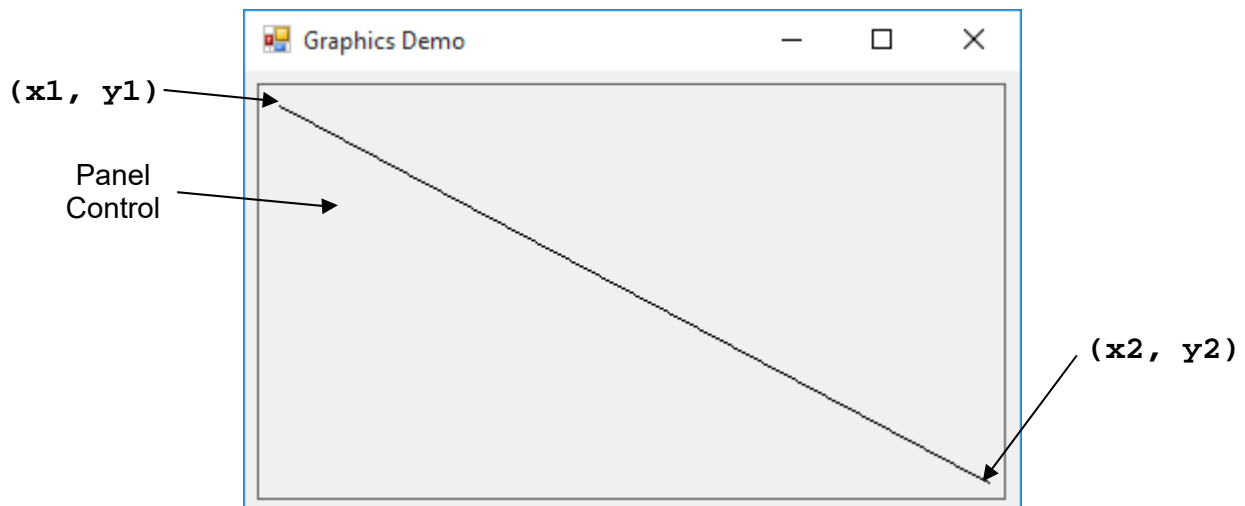 Graphics Demo
(x1, y1)
Panel
Control
(x2, y2)